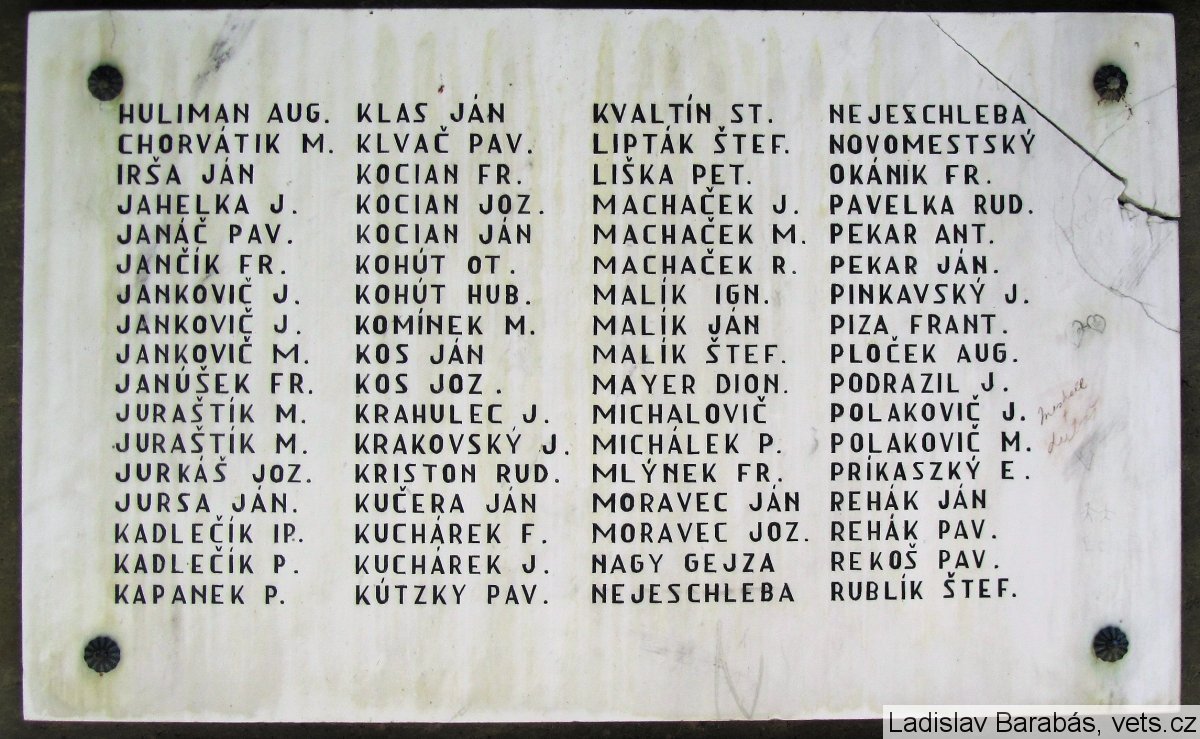 HULIMAN AUG.
CHORVÁTIK M.
IRŠA JÁN
JAHELKA J.
JANÁČ PAV.
JANČÍK FR.
JANKOVIČ J.
JANKOVIČ J.
JANKOVIČ M.
JANÚŠEK FR.
JURAŠTÍK M.
JURAŠTÍK M.
JURKÁŠ JOZ.
JURSA JÁN.
KADLEČÍK
KADLEČÍK P.
KAPANEK P.
KLAS JÁN
KLVAČ PAV.
KOCIAN FR.
KOCIAN JOZ.
KOCIAN JÁN
KOHÚT OT.
KOHÚT HUB.
KOMÍNEK M.
KOS JÁN
KOS JOZ.
KRAHULEC J.
KRAKOVSKÝ J.
KRISTON RUD.
KUČERA JÁN
KUCHÁREK F.
KUCHÁREK J.
KÚTZKY PAV.
KVALTÍN ST.
LIPTÁK ŠTEF.
LIŠKA PET.
MACHAČEK J.
MACHAČEK M.
MACHAČEK R.
MALÍK IGN.
MALÍK JÁN
MALÍK ŠTEF.
MAYER DION.
MICHALOVIČ
MICHÁLEK P.
MLÝNEK FR.
MORAVEC JÁN
MORAVEC JOZ.
NAGY GEJZA
NEJESCHLEBA
NEJESCHLEBA
NOVOMESTSKÝ
OKÁNIK FR.
PAVELKA RUD.
PEKAR ANT.
PEKAR JÁN.
PINKAVSKÝ J.
PIZA FRANT.
PLOČEK AUG.
PODRAZIL J.
POLAKOVIČ J.
POLAKOVIČ M.
PRÍKASZKÝ E.
REHÁK JÁN
REHÁK PAV.
REKOŠ PAV.
RUBLÍK ŠTEF.
Ladislav Barabás, vets.cz